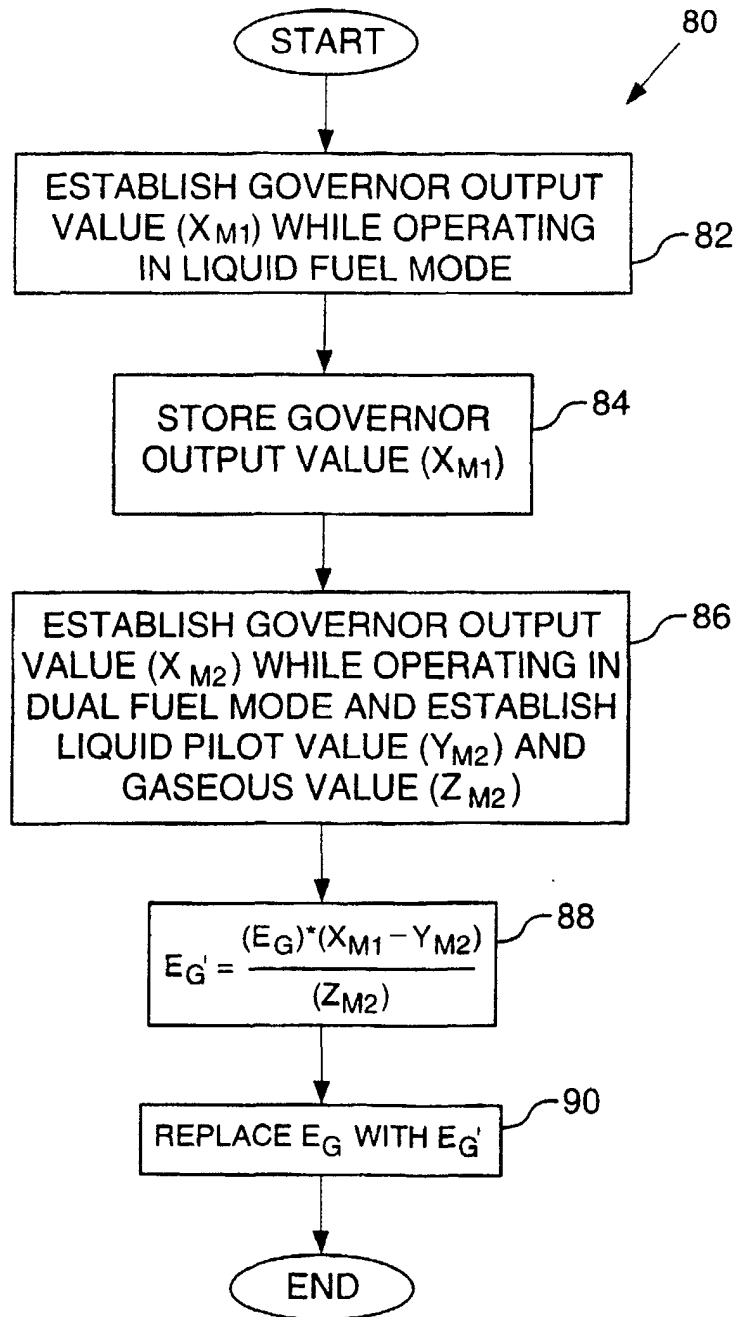 START
80
ESTABLISH GOVERNOR OUTPUT
VALUE (XM1) WHILE OPERATING
IN LIQUID FUEL MODE
82
STORE GOVERNOR
OUTPUT VALUE (XM1)
84
ESTABLISH GOVERNOR OUTPUT
VALUE (XM2) WHILE OPERATING IN
DUAL FUEL MODE AND ESTABLISH
LIQUID PILOT VALUE (YM2) AND
GASEOUS VALUE (ZM2)
86
EG' = (EG)*(XM1 – YM2)
(ZM2)
88
REPLACE EG WITH EG'
90
END